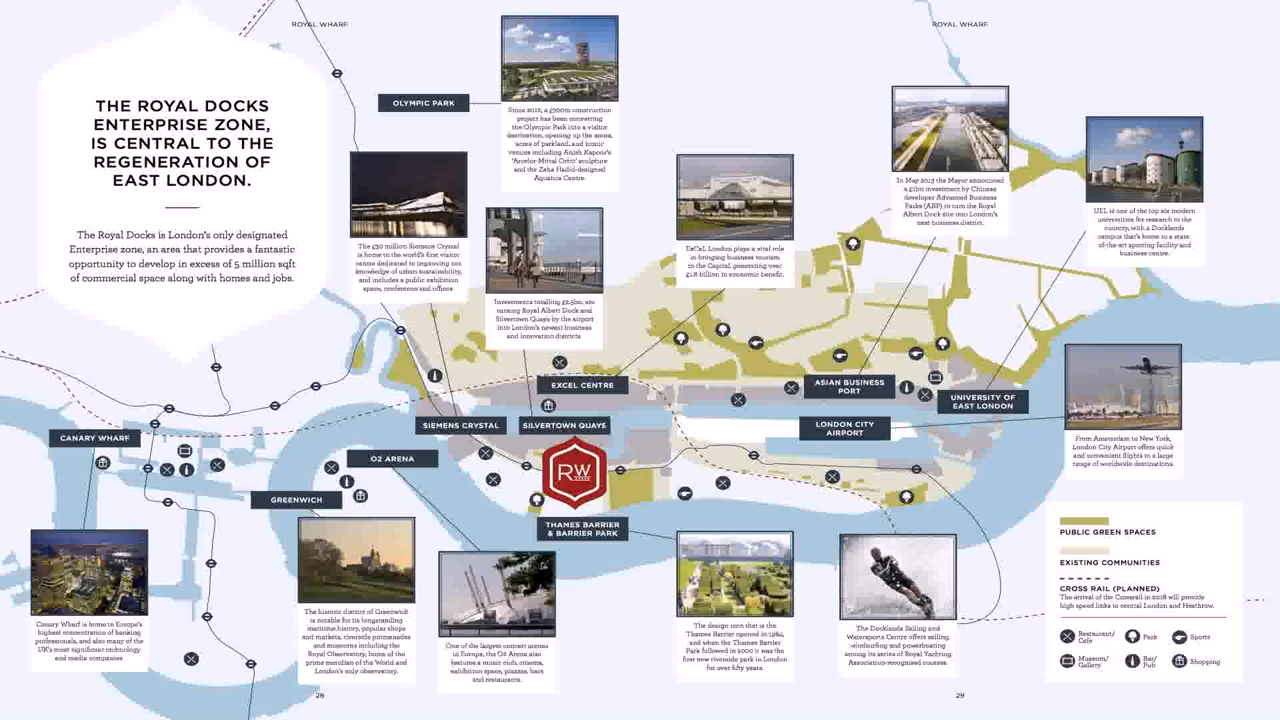 ROYAL WHARF
ROYAL WHARF
THE ROYAL DOCKS
ENTERPRISE ZONE,
IS CENTRAL TO THE
REGENERATION OF
EAST LONDON.
The Royal Docks is London's only designated
Enterprise zone, an area that provides a fantastic
opportunity to develop in excess of 5 million sqft
of commercial space along with homes and jobs.
OLYMPIC PARK
Since 2012, a £300m construction
project has been converting
the Olympic Park into a visitor
destination, opening up the arena,
acres of parkland, and iconic
venues including Anish Kapoor's
'Arcelor-Mittal Orbit' sculpture
and the Zaha Hadid-designed
Aquatics Centre.
The £30 million Siemens Crystal
is home to the world's first visitor
centre dedicated to improving our
knowledge of urban sustainability,
and includes a public exhibition
space, conference and offices
Investments totalling £2.5bn, are
turning Royal Albert Dock and
Silvertown Quays by the airport
into London's newest business
and innovation districts
ExCeL London plays a vital role
in bringing business tourism
to the Capital, generating over
£1.6 billion in economic benefit.
In May 2013 the Mayor announced
a £1bn investment by Chinese
developer Advanced Business
Parks (ABP) to turn the Royal
Albert Dock site into London's
next business district.
UEL is one of the top six modern
universities for research in the
country, with a Docklands
campus that's home to a state
of-the-art sporting facility and
business centre.
EXCEL CENTRE
ASIAN BUSINESS
PORT
UNIVERSITY OF
EAST LONDON
SIEMENS CRYSTAL
SILVERTOWN QUAYS
LONDON CITY
AIRPORT
CANARY WHARF
O2 ARENA
RW
GREENWICH
THAMES BARRIER
& BARRIER PARK
From Amsterdam to New York,
London City Airport offers quick
and convenient flights to a large
range of worldwide destinations.
Canary Wharf is home to Europe's
highest concentration of banking
professionals, and also many of the
UK's most significant technology
and media companies
The historic district of Greenwich
is notable for its longstanding
maritime history, popular shops
and markets, riverside promenades
and museums including the
Royal Observatory, home of the
prime meridian of the World and
London's only observatory.
One of the largest concert arenas
in Europe, the O2 Arena also
features a music club, cinema,
exhibition space, piazzas, bars
and restaurants.
The design icon that is the
Thames Barrier opened in 1984,
and when the Thames Barrier
Park followed in 2000 it was the
first new riverside park in London
for over fifty years.
The Docklands Sailing and
Watersports Centre offers sailing,
windsurfing and powerboating
among its series of Royal Yachting
Association-recognised courses.
PUBLIC GREEN SPACES
EXISTING COMMUNITIES
CROSS RAIL (PLANNED)
The arrival of the Crossrail in 2018 will provide
high speed links to central London and Heathrow.
Restaurant/
Cafe
Park
Sports
Museum/
Gallery
Bar/
Pub
Shopping
28
29